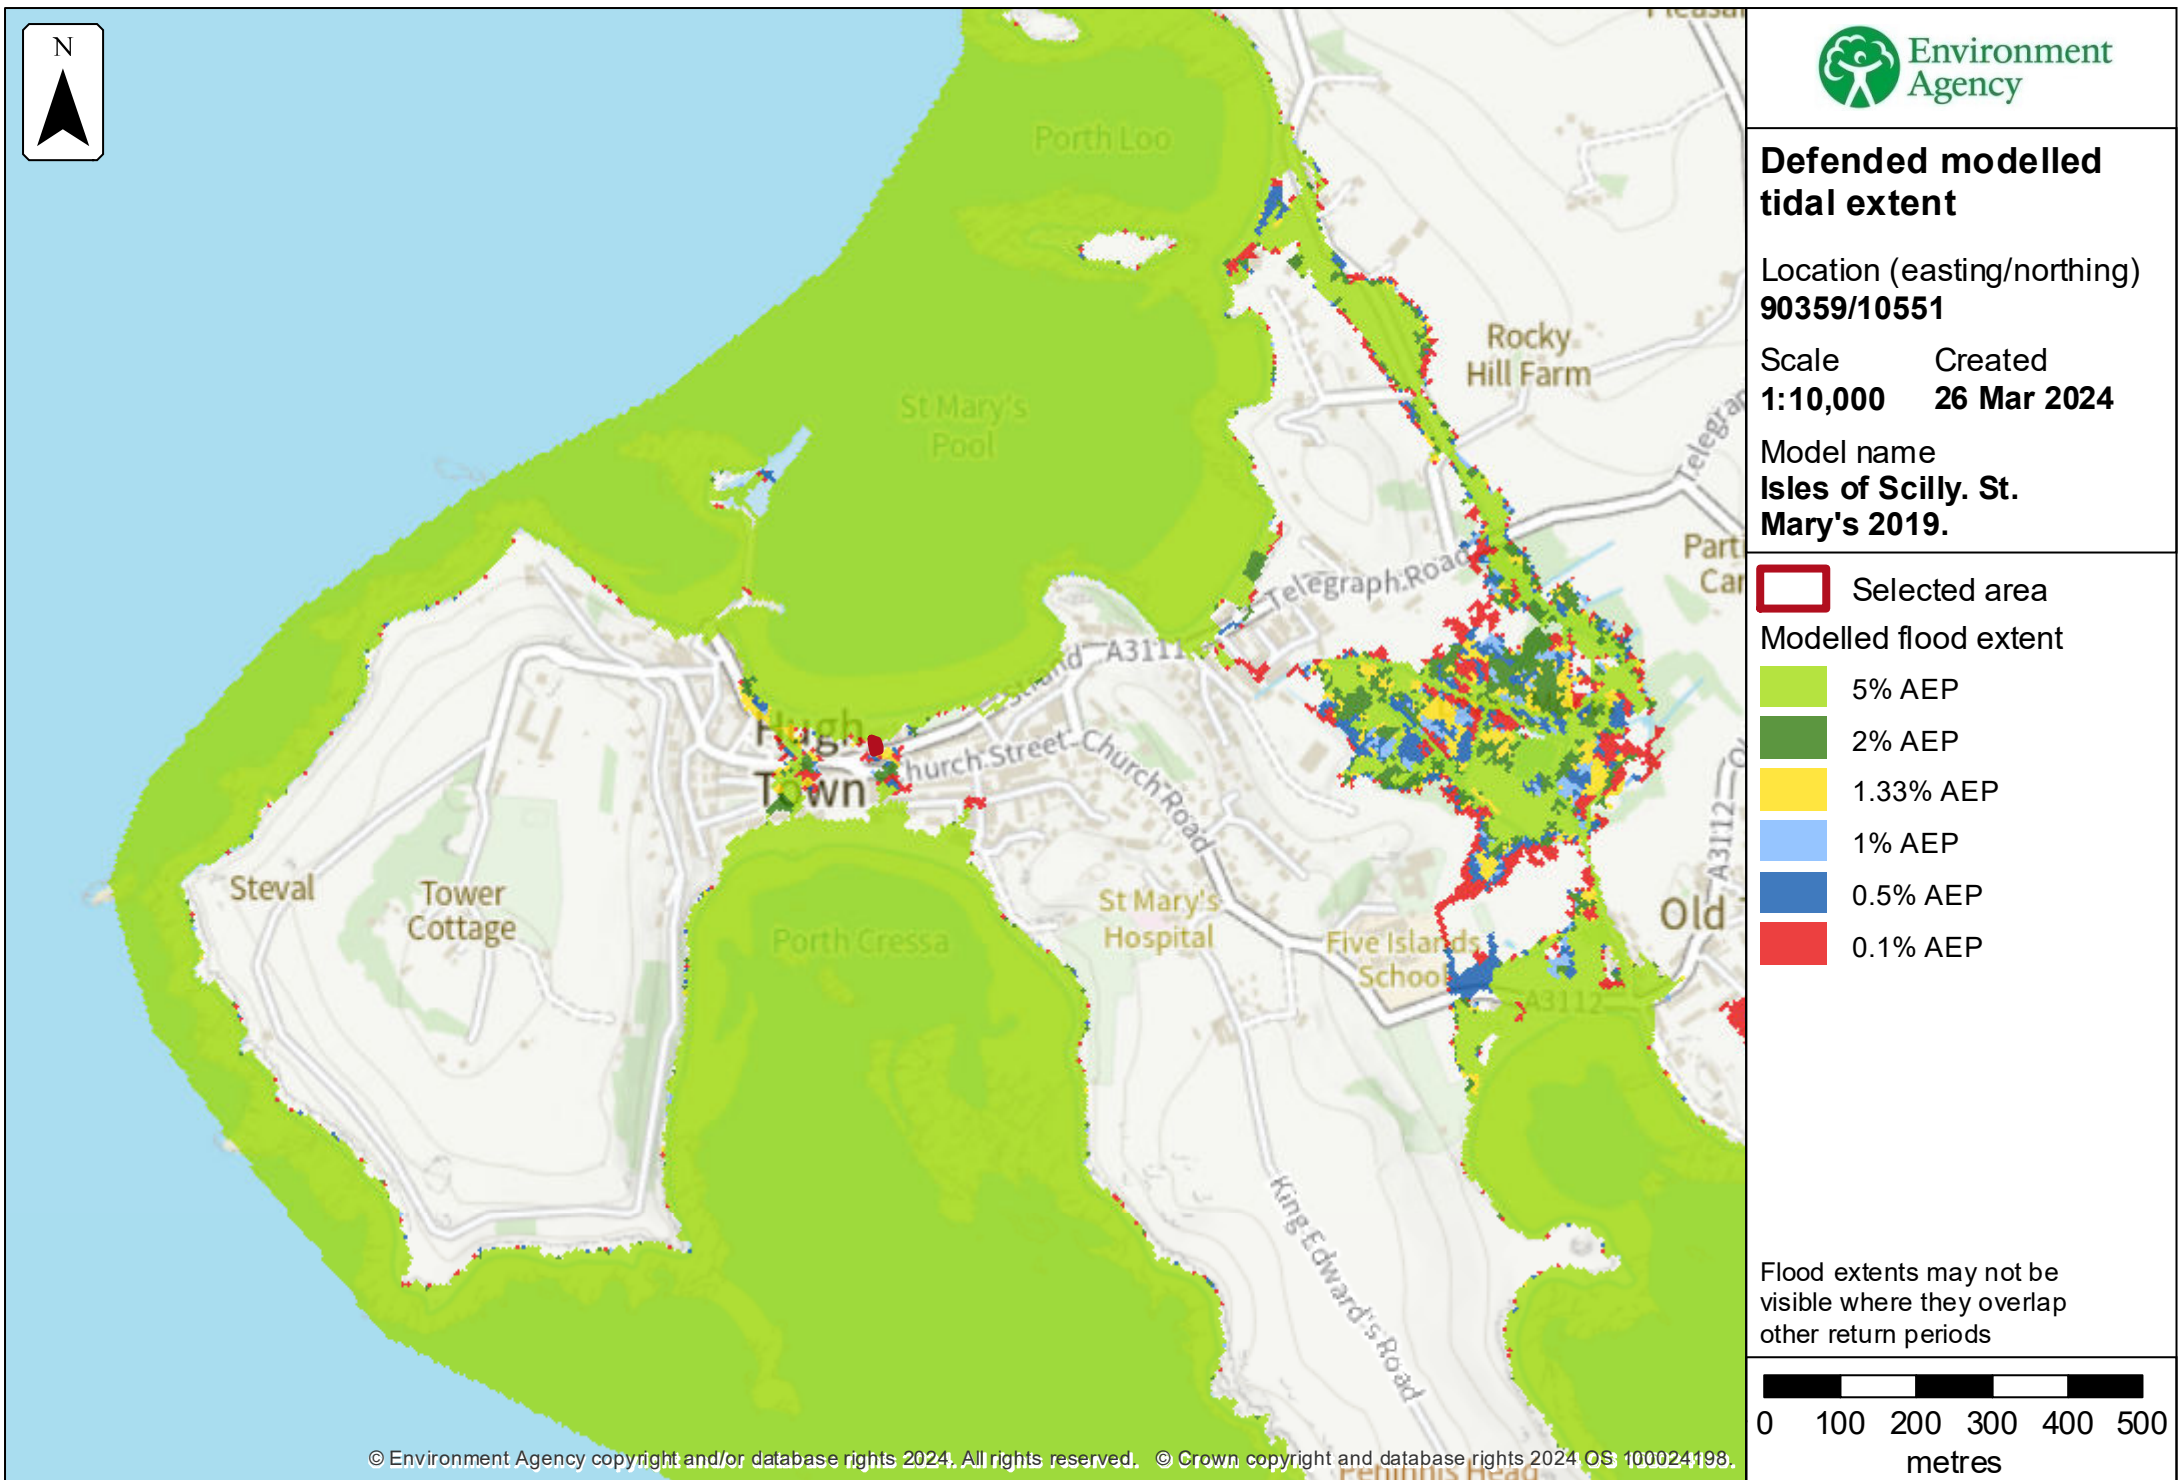 N
Porth Loo
Rocky
Hill Farm
St Mary's
Pool
Telegraph Road
A3111
Strand
Hugh
Town
Church Street
Church Road
Steval
Tower
Cottage
Porth Cressa
St Mary's
Hospital
Five Islands
School
Old
A3112
A3112
King Edward's Road
© Environment Agency copyright and/or database rights 2024. All rights reserved. © Crown copyright and database rights 2024 OS 100024198.
Environment
Agency
Defended modelled
tidal extent
Location (easting/northing)
90359/10551
Scale Created
1:10,000 26 Mar 2024
Model name
Isles of Scilly. St.
Mary's 2019.
Selected area
Modelled flood extent
5% AEP
2% AEP
1.33% AEP
1% AEP
0.5% AEP
0.1% AEP
Flood extents may not be
visible where they overlap
other return periods
0 100 200 300 400 500
metres